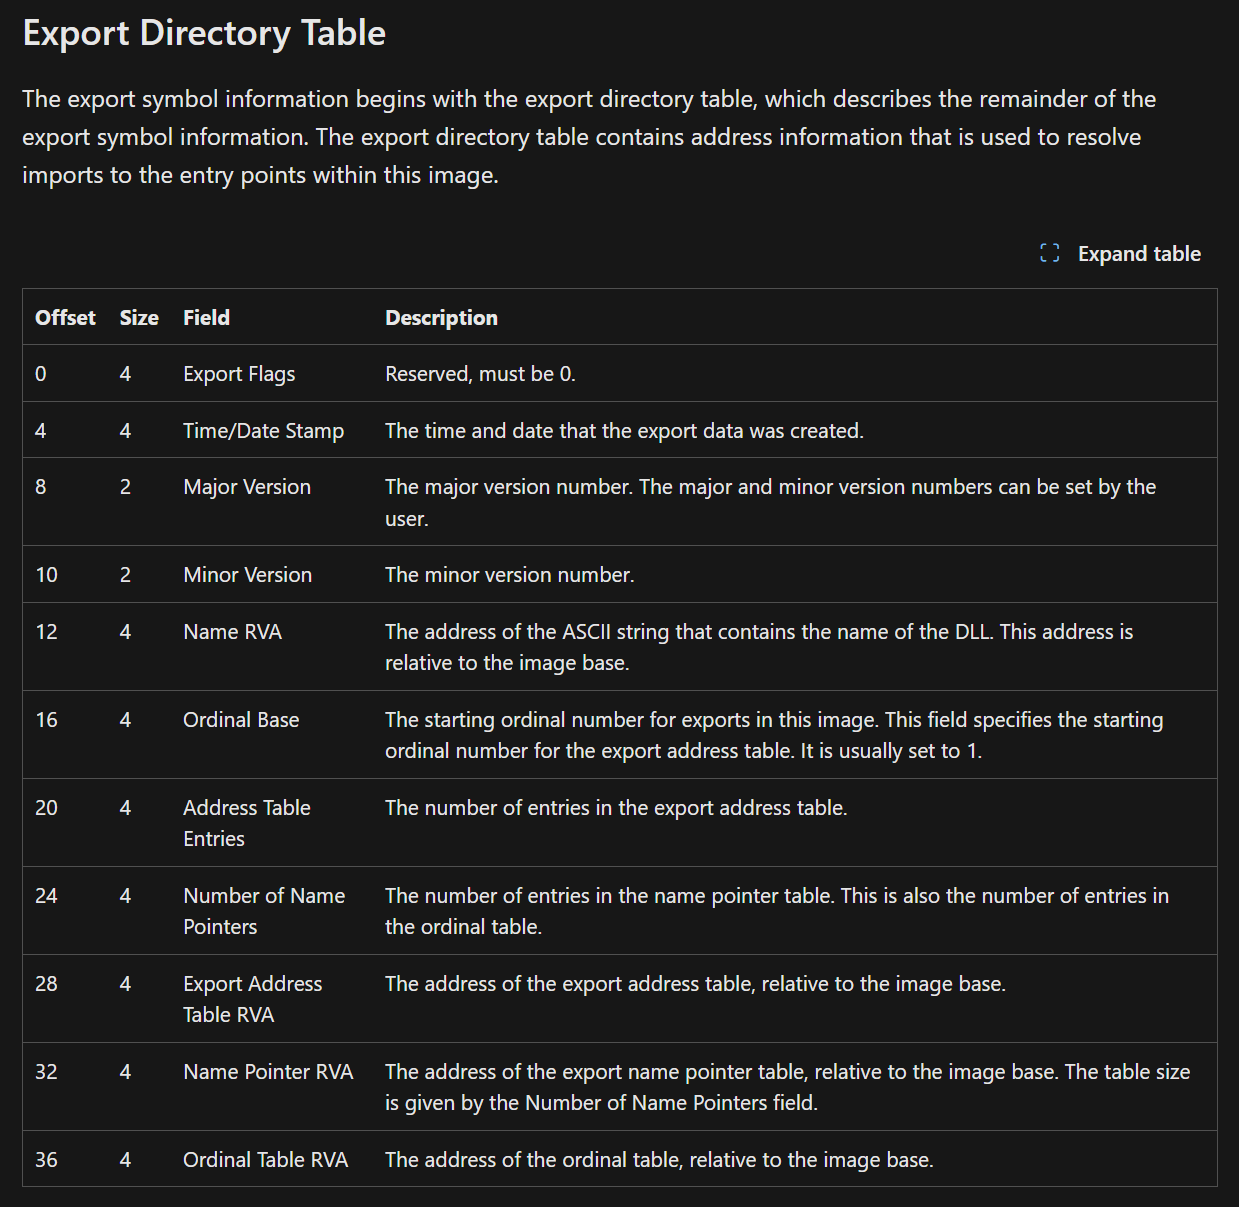 Export Directory Table
The export symbol information begins with the export directory table, which describes the remainder of the
export symbol information. The export directory table contains address information that is used to resolve
imports to the entry points within this image.
Expand table
Offset Size Field Description
0 4 Export Flags Reserved, must be 0.
4 4 Time/Date Stamp The time and date that the export data was created.
8 2 Major Version The major version number. The major and minor version numbers can be set by the
user.
10 2 Minor Version The minor version number.
12 4 Name RVA The address of the ASCII string that contains the name of the DLL. This address is
relative to the image base.
16 4 Ordinal Base The starting ordinal number for exports in this image. This field specifies the starting
ordinal number for the export address table. It is usually set to 1.
20 4 Address Table The number of entries in the export address table.
Entries
24 4 Number of Name The number of entries in the name pointer table. This is also the number of entries in
Pointers the ordinal table.
28 4 Export Address The address of the export address table, relative to the image base.
Table RVA
32 4 Name Pointer RVA The address of the export name pointer table, relative to the image base. The table size
is given by the Number of Name Pointers field.
36 4 Ordinal Table RVA The address of the ordinal table, relative to the image base.